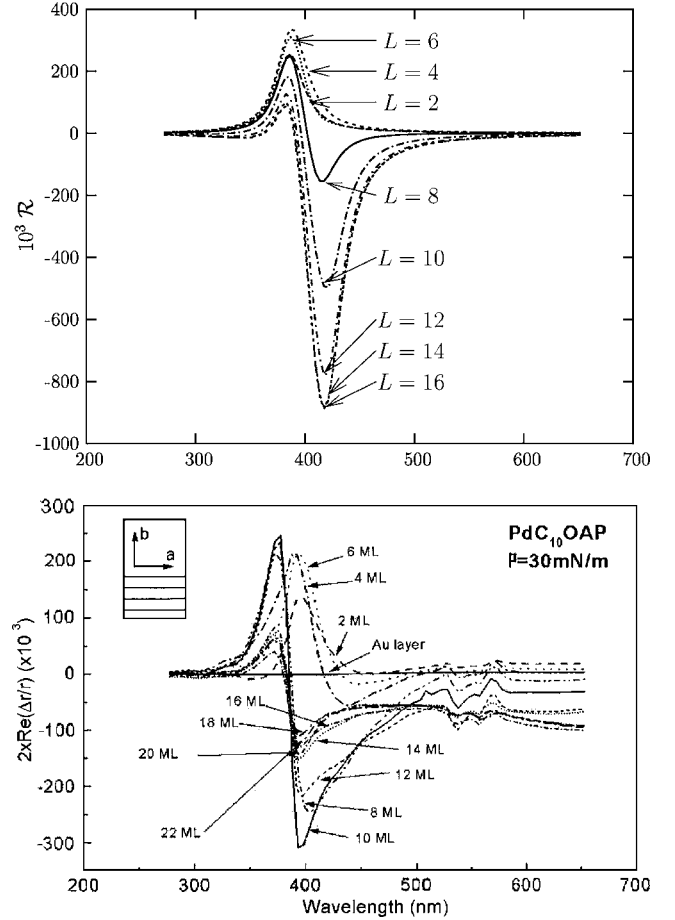 400
L = 6
L = 4
200
L = 2
0
L = 8
-200
10³ ℛ
L = 10
-400
L = 12
-600
L = 14
-800
L = 16
-1000
200 300 400 500 600 700
300
b
a
PdC₁₀OAP
μ=30mN/m
6 ML
4 ML
200
2 ML
100
Au layer
0
2xRe(Δr/r) (x10⁻³)
16 ML
18 ML
-100
14 ML
20 ML
12 ML
-200
8 ML
22 ML
10 ML
-300
200 300 400 500 600 700
Wavelength (nm)